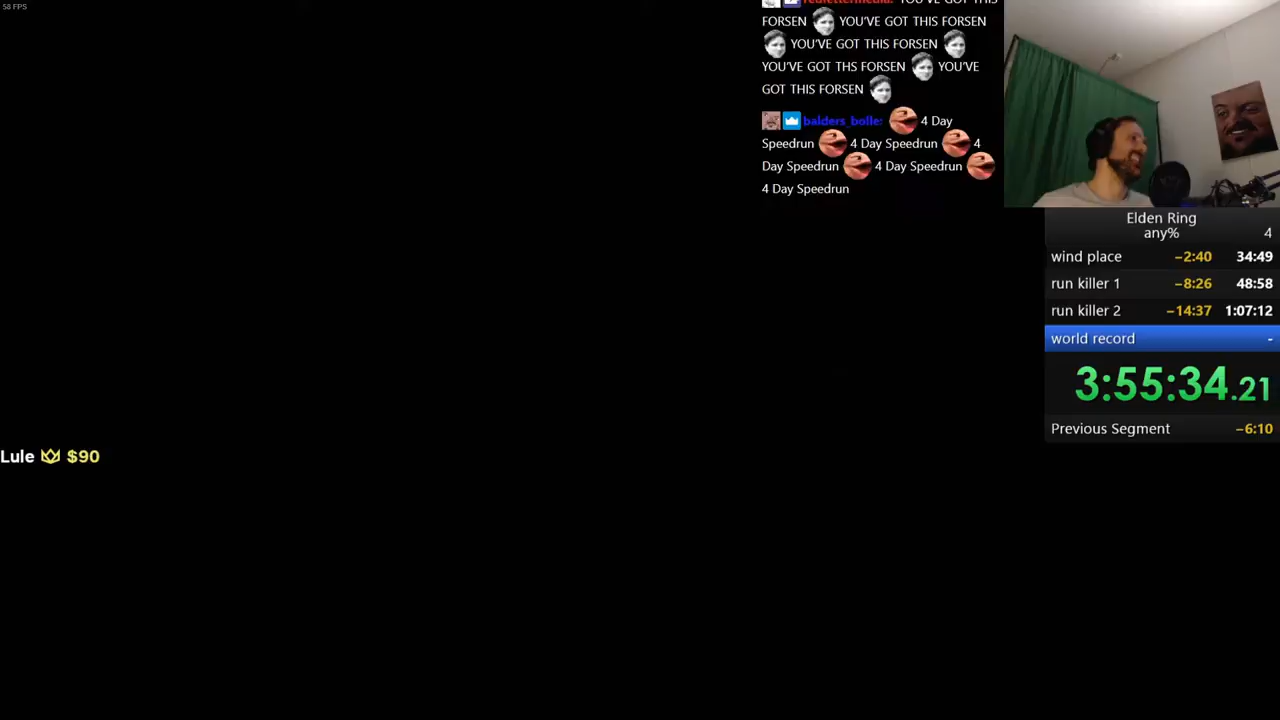 58 FPS
redlettermedia: YOU'VE GOT THIS
FORSEN YOU'VE GOT THIS FORSEN
YOU'VE GOT THIS FORSEN
YOU'VE GOT THS FORSEN YOU'VE
GOT THIS FORSEN
balders_bolle: 4 Day
Speedrun 4 Day Speedrun 4
Day Speedrun 4 Day Speedrun
4 Day Speedrun
Elden Ring
any% 4
wind place −2:40 34:49
run killer 1 −8:26 48:58
run killer 2 −14:37 1:07:12
world record -
3:55:34.21
Previous Segment −6:10
Lule $90